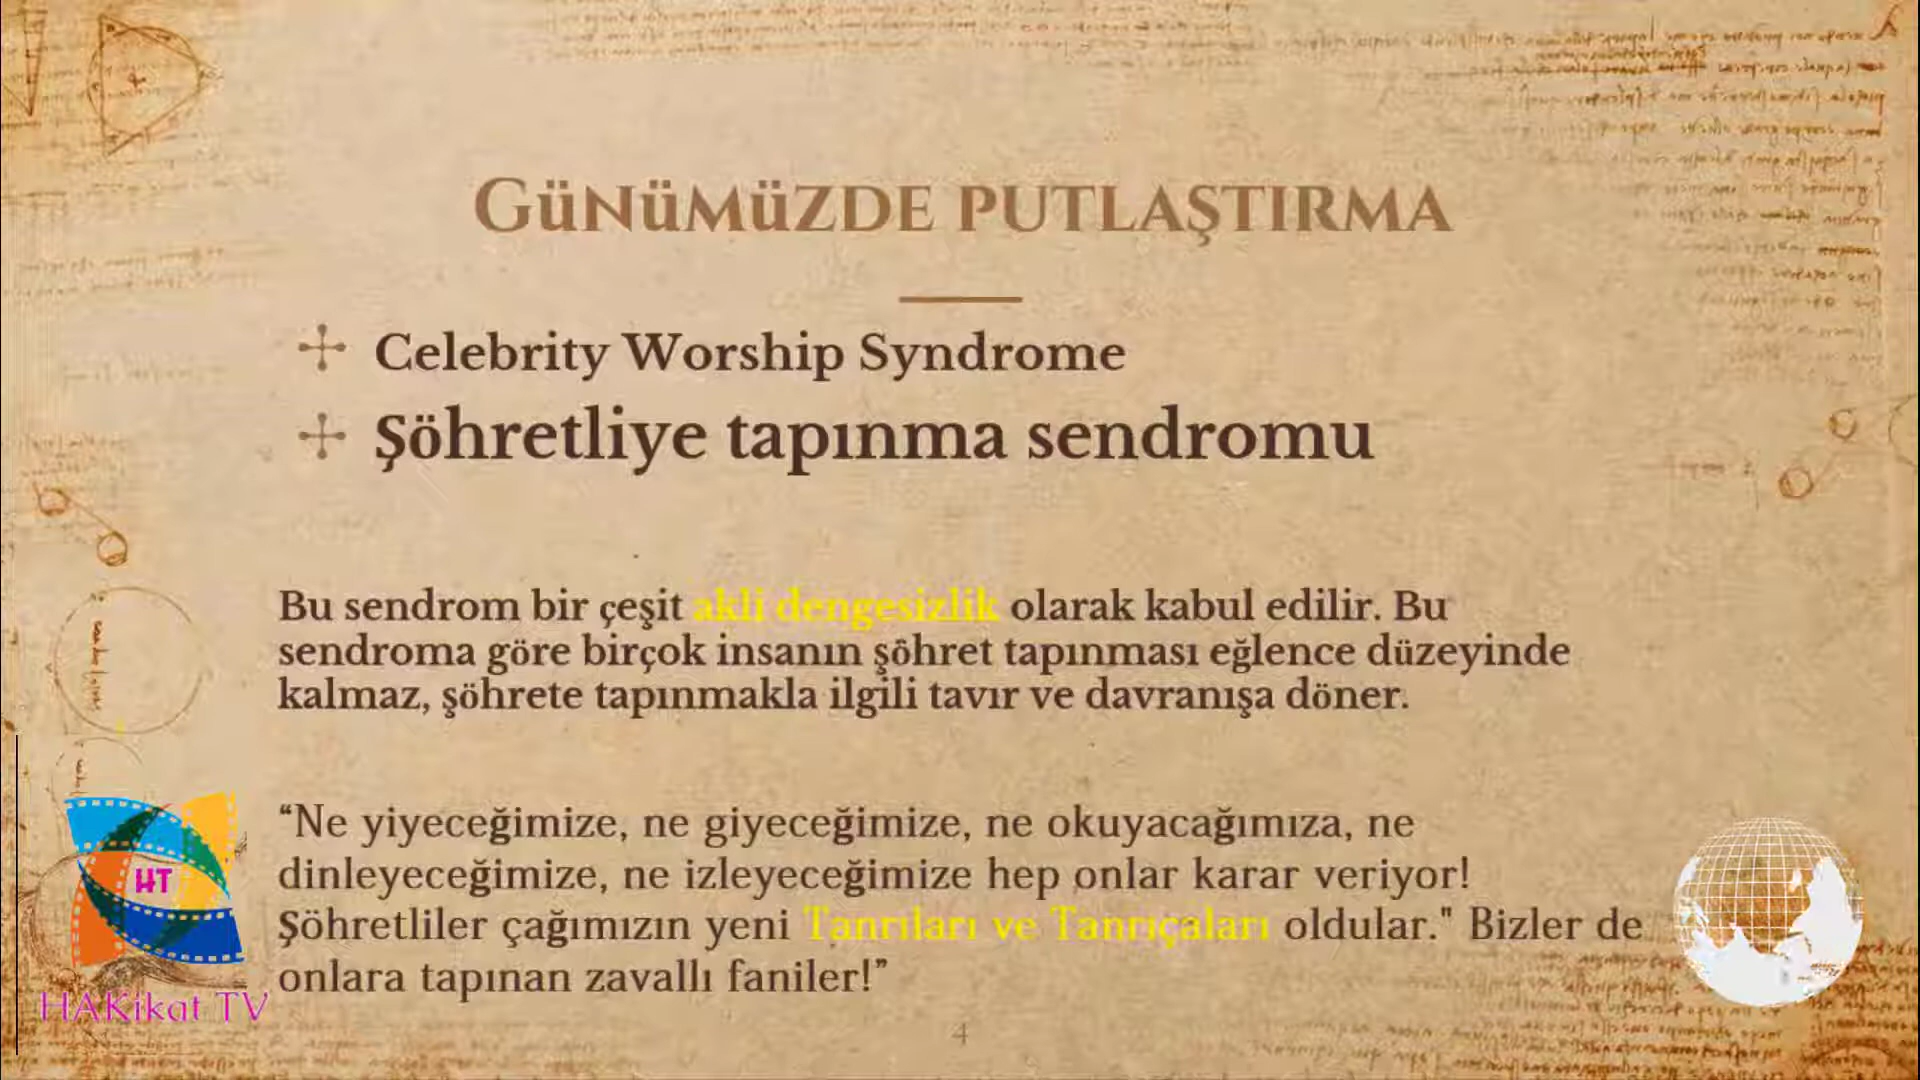 GÜNÜMÜZDE PUTLAŞTIRMA
Celebrity Worship Syndrome
Şöhretliye tapınma sendromu
Bu sendrom bir çeşit akli dengesizlik olarak kabul edilir. Bu
sendroma göre birçok insanın şöhret tapınması eğlence düzeyinde
kalmaz, şöhrete tapınmakla ilgili tavır ve davranışa döner.
“Ne yiyeceğimize, ne giyeceğimize, ne okuyacağımıza, ne
dinleyeceğimize, ne izleyeceğimize hep onlar karar veriyor!
Şöhretliler çağımızın yeni Tanrıları ve Tanrıçaları oldular." Bizler de
onlara tapınan zavallı faniler!”
HT
HAKikat TV
4